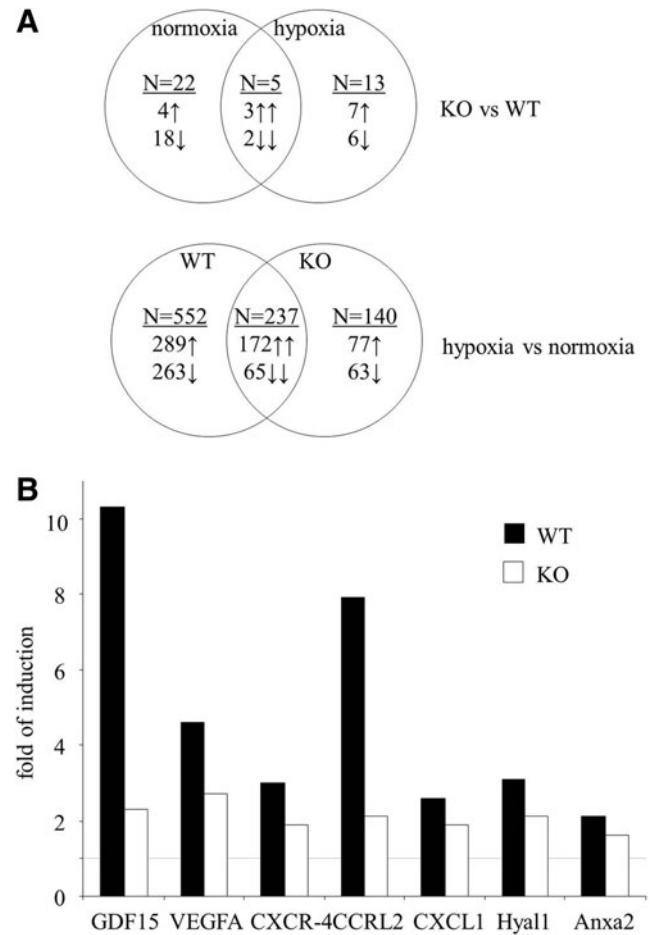 A
normoxia hypoxia
N=22 N=5 N=13
4↑ 3↑↑ 7↑
18↓ 2↓↓ 6↓
KO vs WT
WT KO
N=552 N=237 N=140
289↑ 172↑↑ 77↑
263↓ 65↓↓ 63↓
hypoxia vs normoxia
B
10
8
6
4
2
0
fold of induction
WT
KO
GDF15 VEGFA CXCR-4 CCRL2 CXCL1 Hyal1 Anxa2